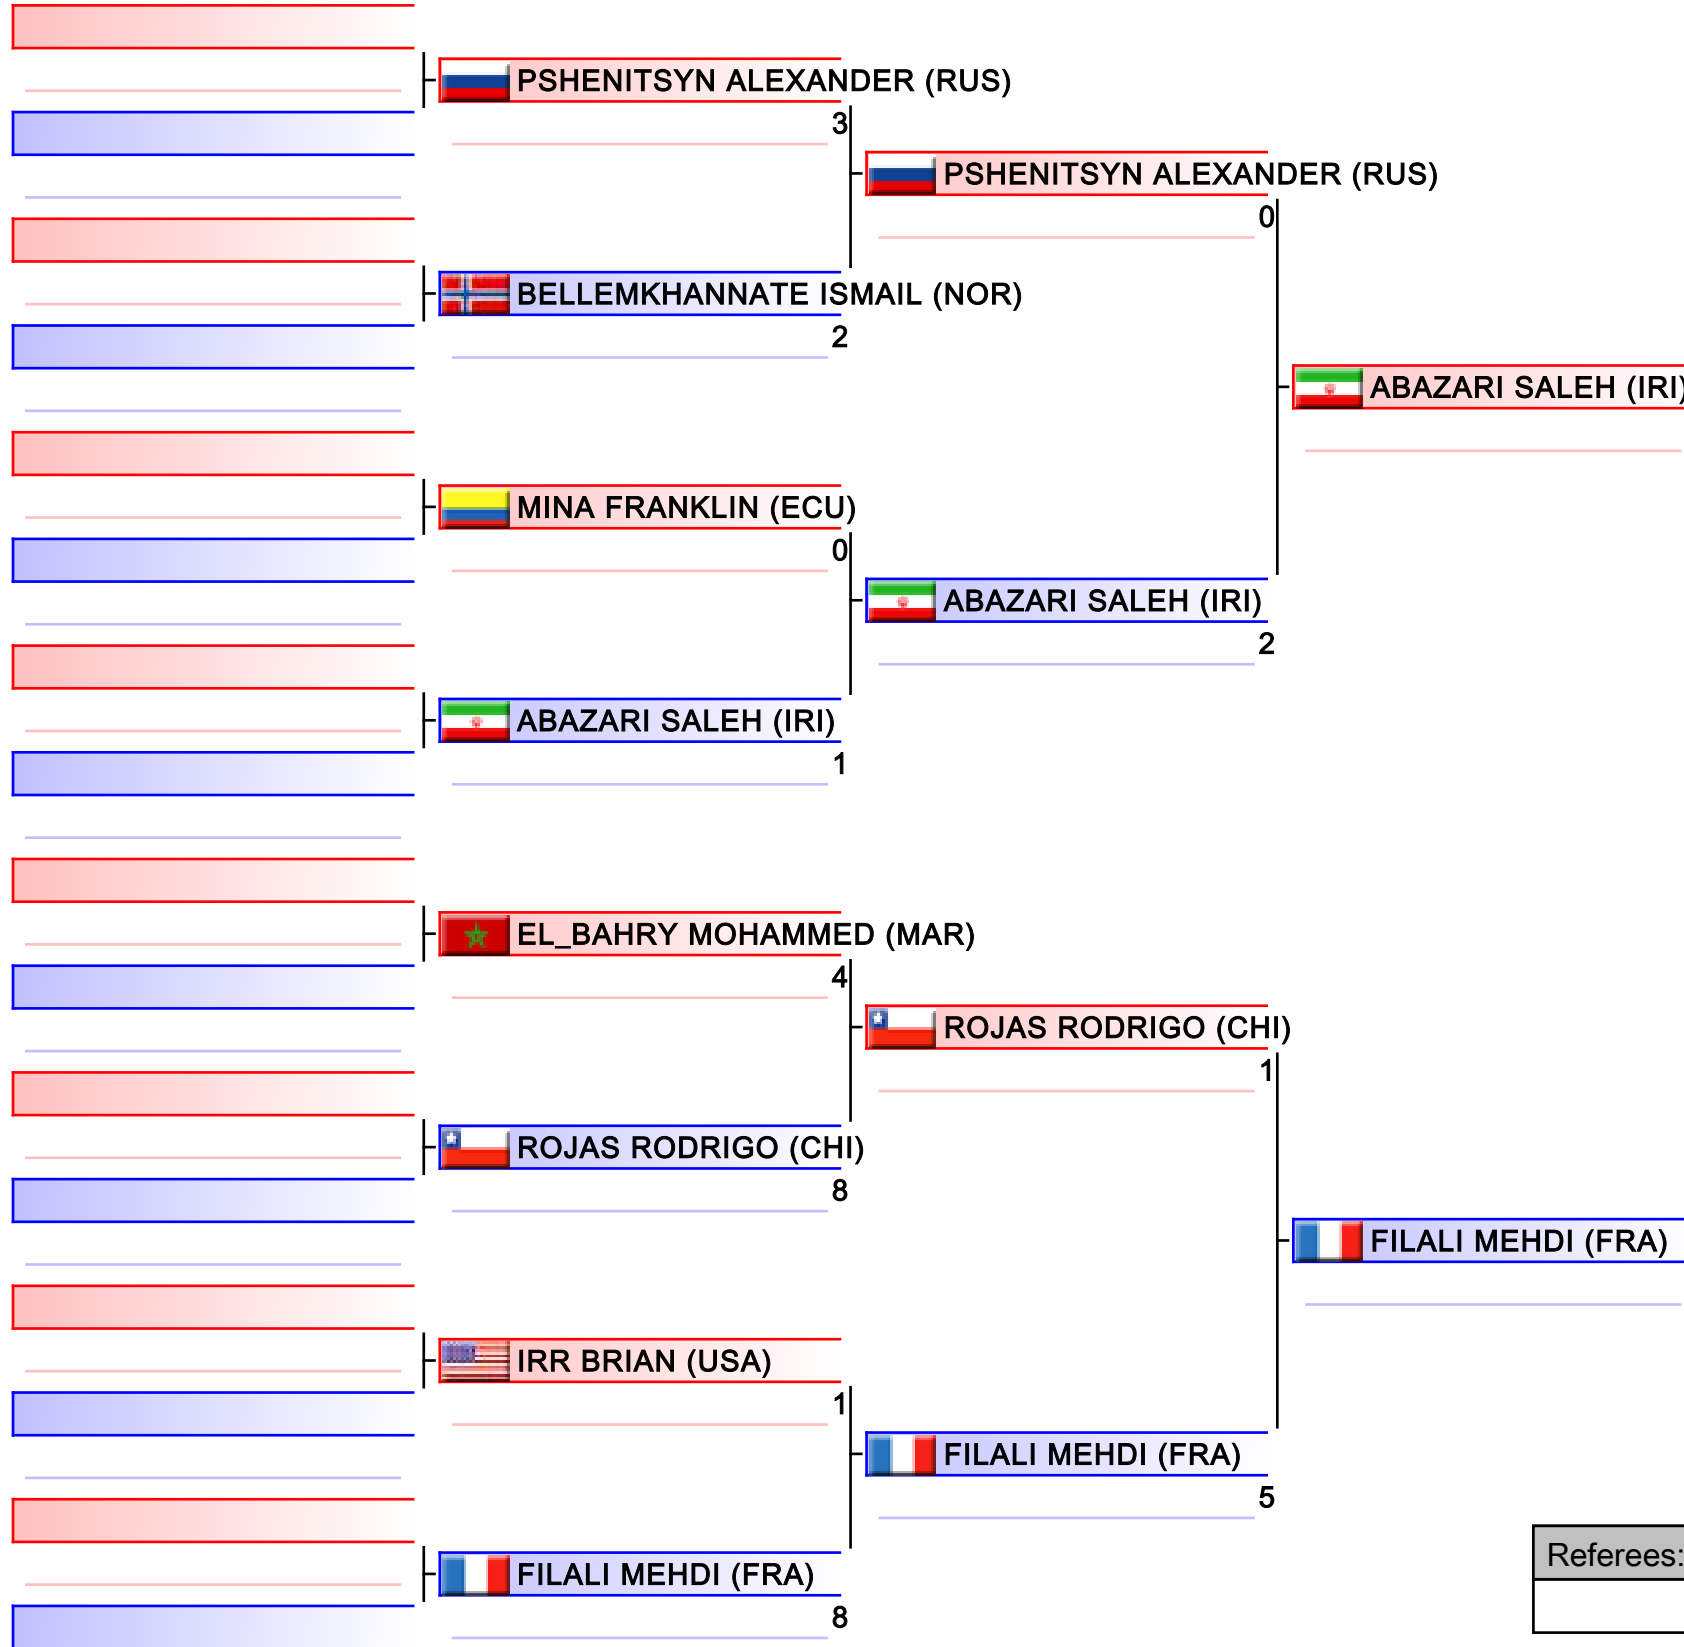 PSHENITSYN ALEXANDER (RUS)
3
PSHENITSYN ALEXANDER (RUS)
0
BELLEMKHANNATE ISMAIL (NOR)
2
ABAZARI SALEH (IRI)
MINA FRANKLIN (ECU)
0
ABAZARI SALEH (IRI)
2
ABAZARI SALEH (IRI)
1
EL_BAHRY MOHAMMED (MAR)
4
ROJAS RODRIGO (CHI)
1
ROJAS RODRIGO (CHI)
8
FILALI MEHDI (FRA)
IRR BRIAN (USA)
1
FILALI MEHDI (FRA)
5
Referees:
FILALI MEHDI (FRA)
8